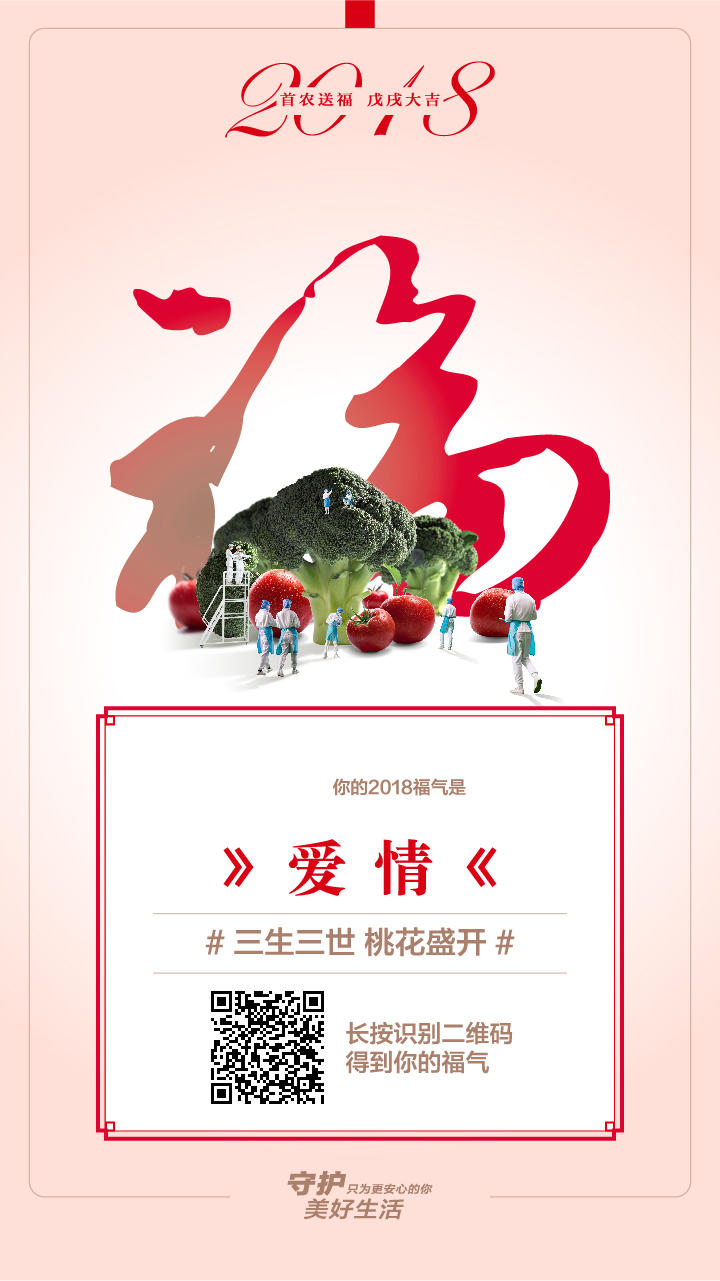 2018
首农送福 戊戌大吉
福
你的2018福气是
》爱情《
# 三生三世 桃花盛开 #
长按识别二维码
得到你的福气
守护 只为更安心的你
美好生活